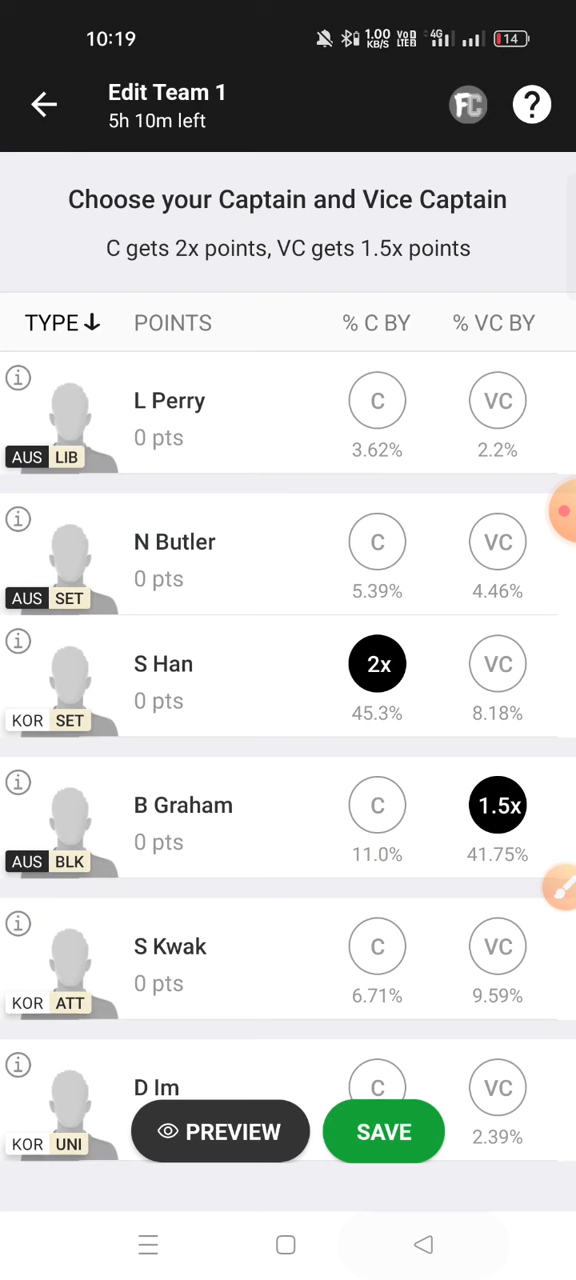 10:19 1.00 KB/S VoD LTE 4G 14
Edit Team 1
5h 10m left
FC ?
Choose your Captain and Vice Captain
C gets 2x points, VC gets 1.5x points
TYPE POINTS % C BY % VC BY
L Perry C VC
0 pts 3.62% 2.2%
AUS LIB
N Butler C VC
0 pts 5.39% 4.46%
AUS SET
S Han 2x VC
0 pts 45.3% 8.18%
KOR SET
B Graham C 1.5x
0 pts 11.0% 41.75%
AUS BLK
S Kwak C VC
0 pts 6.71% 9.59%
KOR ATT
D Im C VC
PREVIEW SAVE 2.39%
KOR UNI